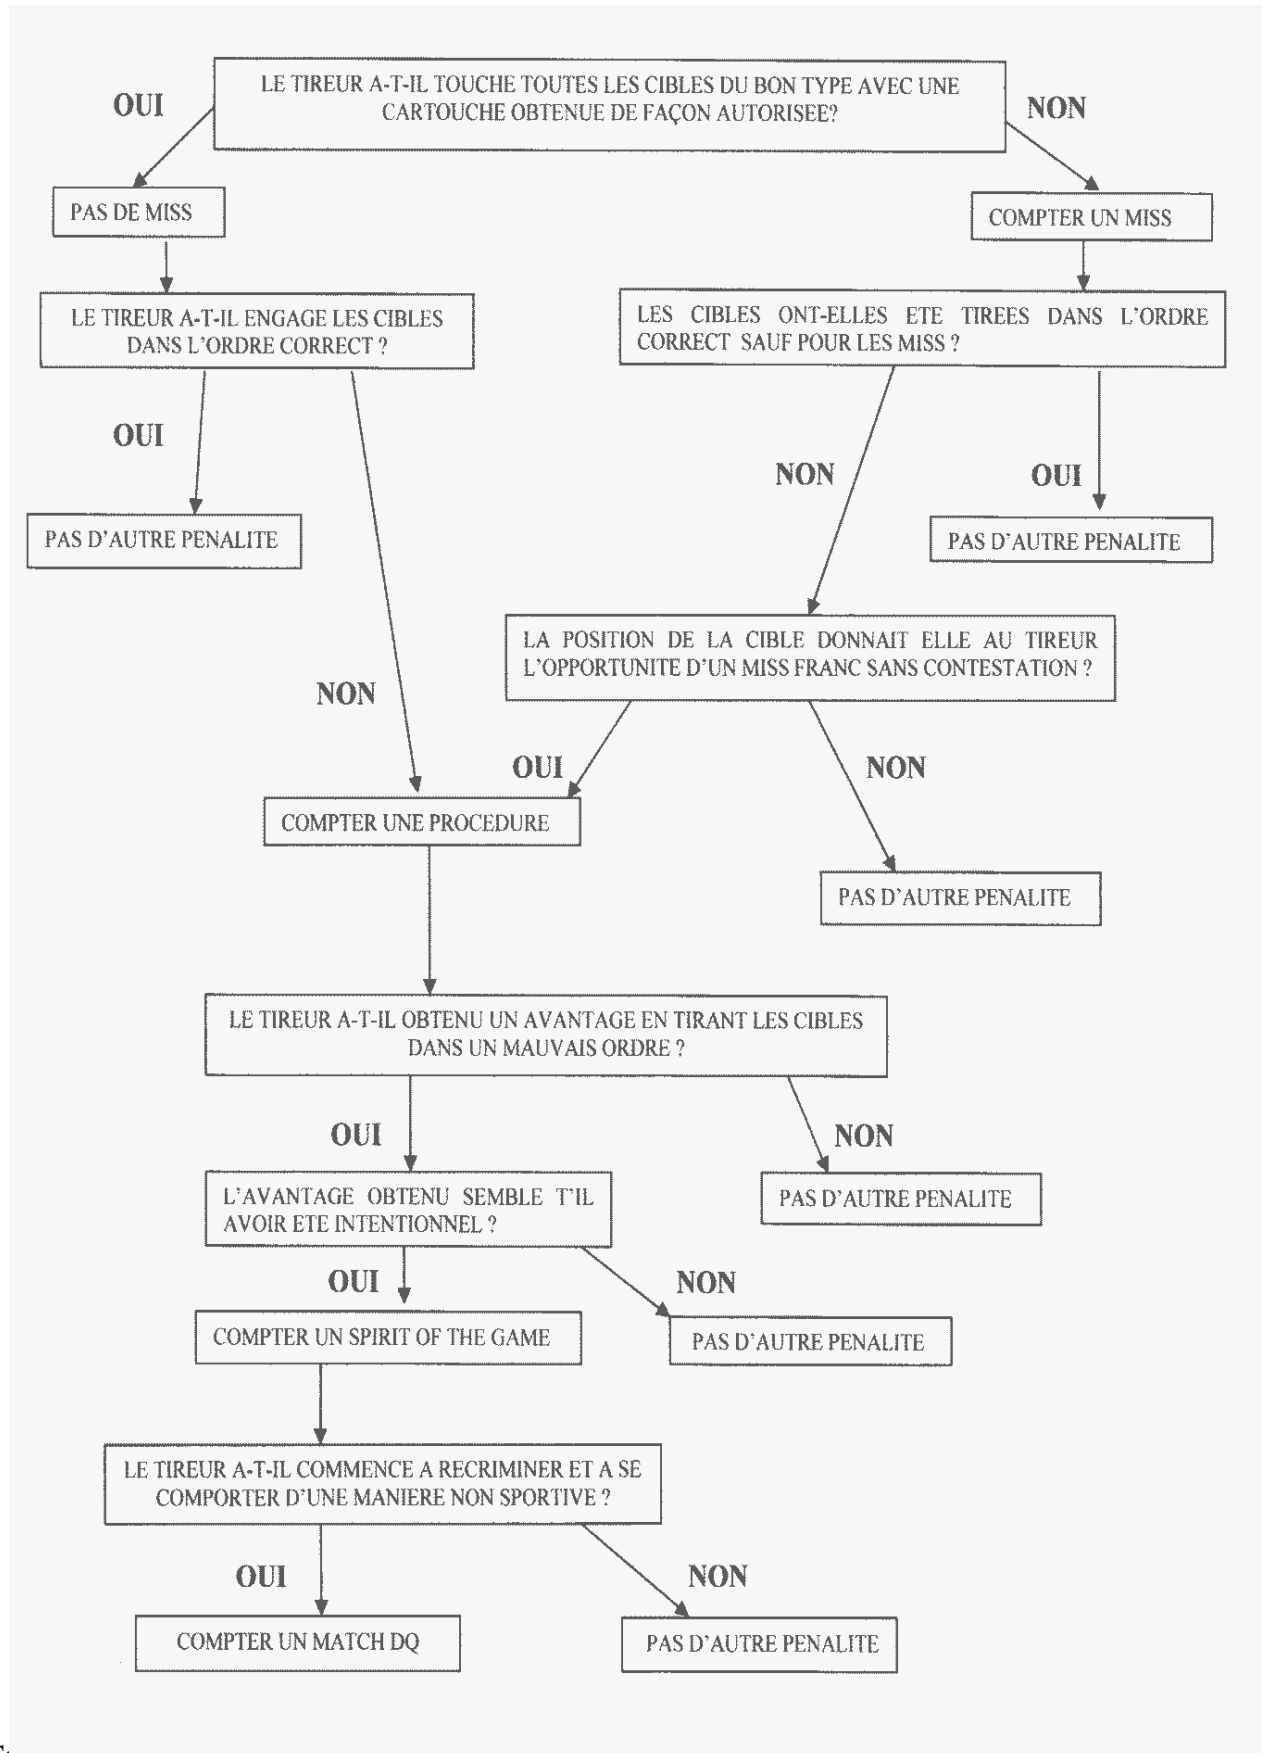 LE TIREUR A-T-IL TOUCHE TOUTES LES CIBLES DU BON TYPE AVEC UNE
CARTOUCHE OBTENUE DE FAÇON AUTORISEE?
OUI
NON
PAS DE MISS
COMPTER UN MISS
LE TIREUR A-T-IL ENGAGE LES CIBLES
DANS L'ORDRE CORRECT ?
LES CIBLES ONT-ELLES ETE TIREES DANS L'ORDRE
CORRECT SAUF POUR LES MISS ?
OUI
NON
OUI
PAS D'AUTRE PENALITE
PAS D'AUTRE PENALITE
LA POSITION DE LA CIBLE DONNAIT ELLE AU TIREUR
L'OPPORTUNITE D'UN MISS FRANC SANS CONTESTATION ?
NON
OUI
NON
COMPTER UNE PROCEDURE
PAS D'AUTRE PENALITE
LE TIREUR A-T-IL OBTENU UN AVANTAGE EN TIRANT LES CIBLES
DANS UN MAUVAIS ORDRE ?
OUI
NON
L'AVANTAGE OBTENU SEMBLE T'IL
AVOIR ETE INTENTIONNEL ?
PAS D'AUTRE PENALITE
OUI
NON
COMPTER UN SPIRIT OF THE GAME
PAS D'AUTRE PENALITE
LE TIREUR A-T-IL COMMENCE A RECRIMINER ET A SE
COMPORTER D'UNE MANIERE NON SPORTIVE ?
OUI
NON
COMPTER UN MATCH DQ
PAS D'AUTRE PENALITE